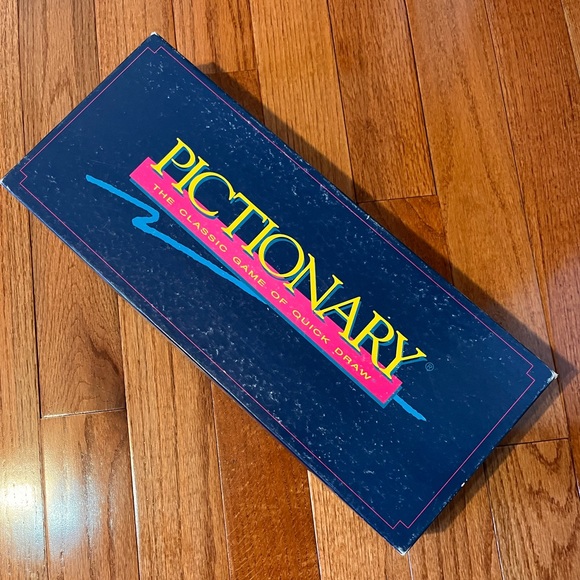 PICTIONARY®
THE CLASSIC GAME OF QUICK DRAW